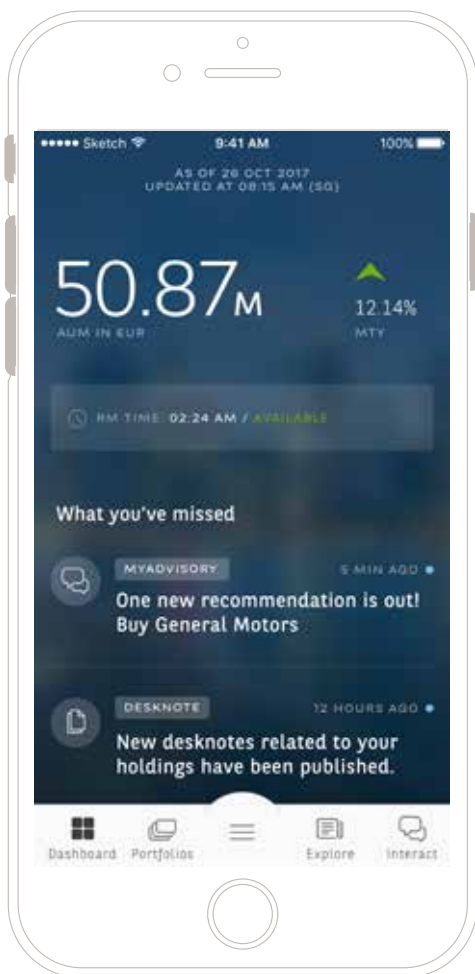 Sketch 9:41 AM 100%
AS OF 26 OCT 2017
UPDATED AT 08:15 AM (SG)
50.87M
12.14%
AUM IN EUR
MTY
RM TIME: 02:24 AM / AVAILABLE
What you've missed
MYADVISORY 5 MIN AGO
One new recommendation is out!
Buy General Motors
DESKNOTE 12 HOURS AGO
New desknotes related to your
holdings have been published.
Dashboard Portfolios Explore Interact